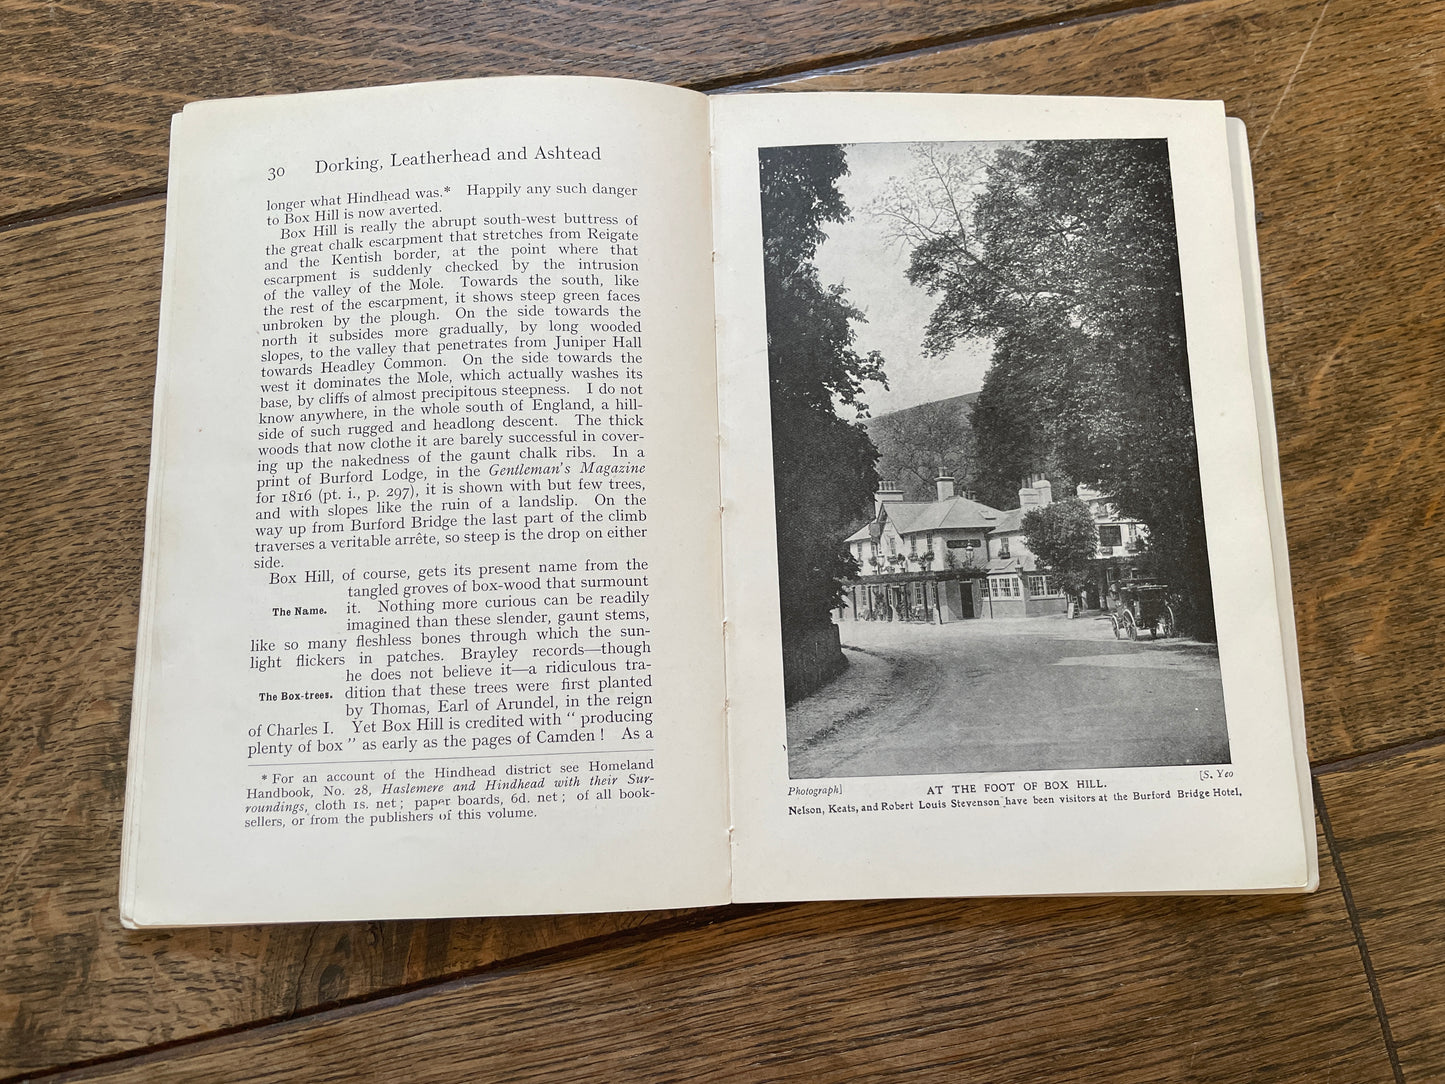 30 Dorking, Leatherhead and Ashtead
longer what Hindhead was.* Happily any such danger
to Box Hill is now averted.
Box Hill is really the abrupt south-west buttress of
the great chalk escarpment that stretches from Reigate
and the Kentish border, at the point where that
escarpment is suddenly checked by the intrusion
of the valley of the Mole. Towards the south, like
the rest of the escarpment, it shows steep green faces
unbroken by the plough. On the side towards the
north it subsides more gradually, by long wooded
slopes, to the valley that penetrates from Juniper Hall
towards Headley Common. On the side towards the
west it dominates the Mole, which actually washes its
base, by cliffs of almost precipitous steepness. I do not
know anywhere, in the whole south of England, a hill-
side of such rugged and headlong descent. The thick
woods that now clothe it are barely successful in cover-
ing up the nakedness of the gaunt chalk ribs. In a
print of Burford Lodge, in the Gentleman's Magazine
for 1816 (pt. i., p. 297), it is shown with but few trees,
and with slopes like the ruin of a landslip. On the
way up from Burford Bridge the last part of the climb
traverses a veritable arrête, so steep is the drop on either
side.
Box Hill, of course, gets its present name from the
tangled groves of box-wood that surmount
The Name. it. Nothing more curious can be readily
imagined than these slender, gaunt stems,
like so many fleshless bones through which the sun-
light flickers in patches. Brayley records—though
he does not believe it—a ridiculous tra-
The Box-trees. dition that these trees were first planted
by Thomas, Earl of Arundel, in the reign
of Charles I. Yet Box Hill is credited with " producing
plenty of box " as early as the pages of Camden ! As a
* For an account of the Hindhead district see Homeland
Handbook, No. 28, Haslemere and Hindhead with their Sur-
roundings, cloth 1s. net ; paper boards, 6d. net ; of all book-
sellers, or from the publishers of this volume.
Photograph] [S. Yeo
AT THE FOOT OF BOX HILL.
Nelson, Keats, and Robert Louis Stevenson have been visitors at the Burford Bridge Hotel.